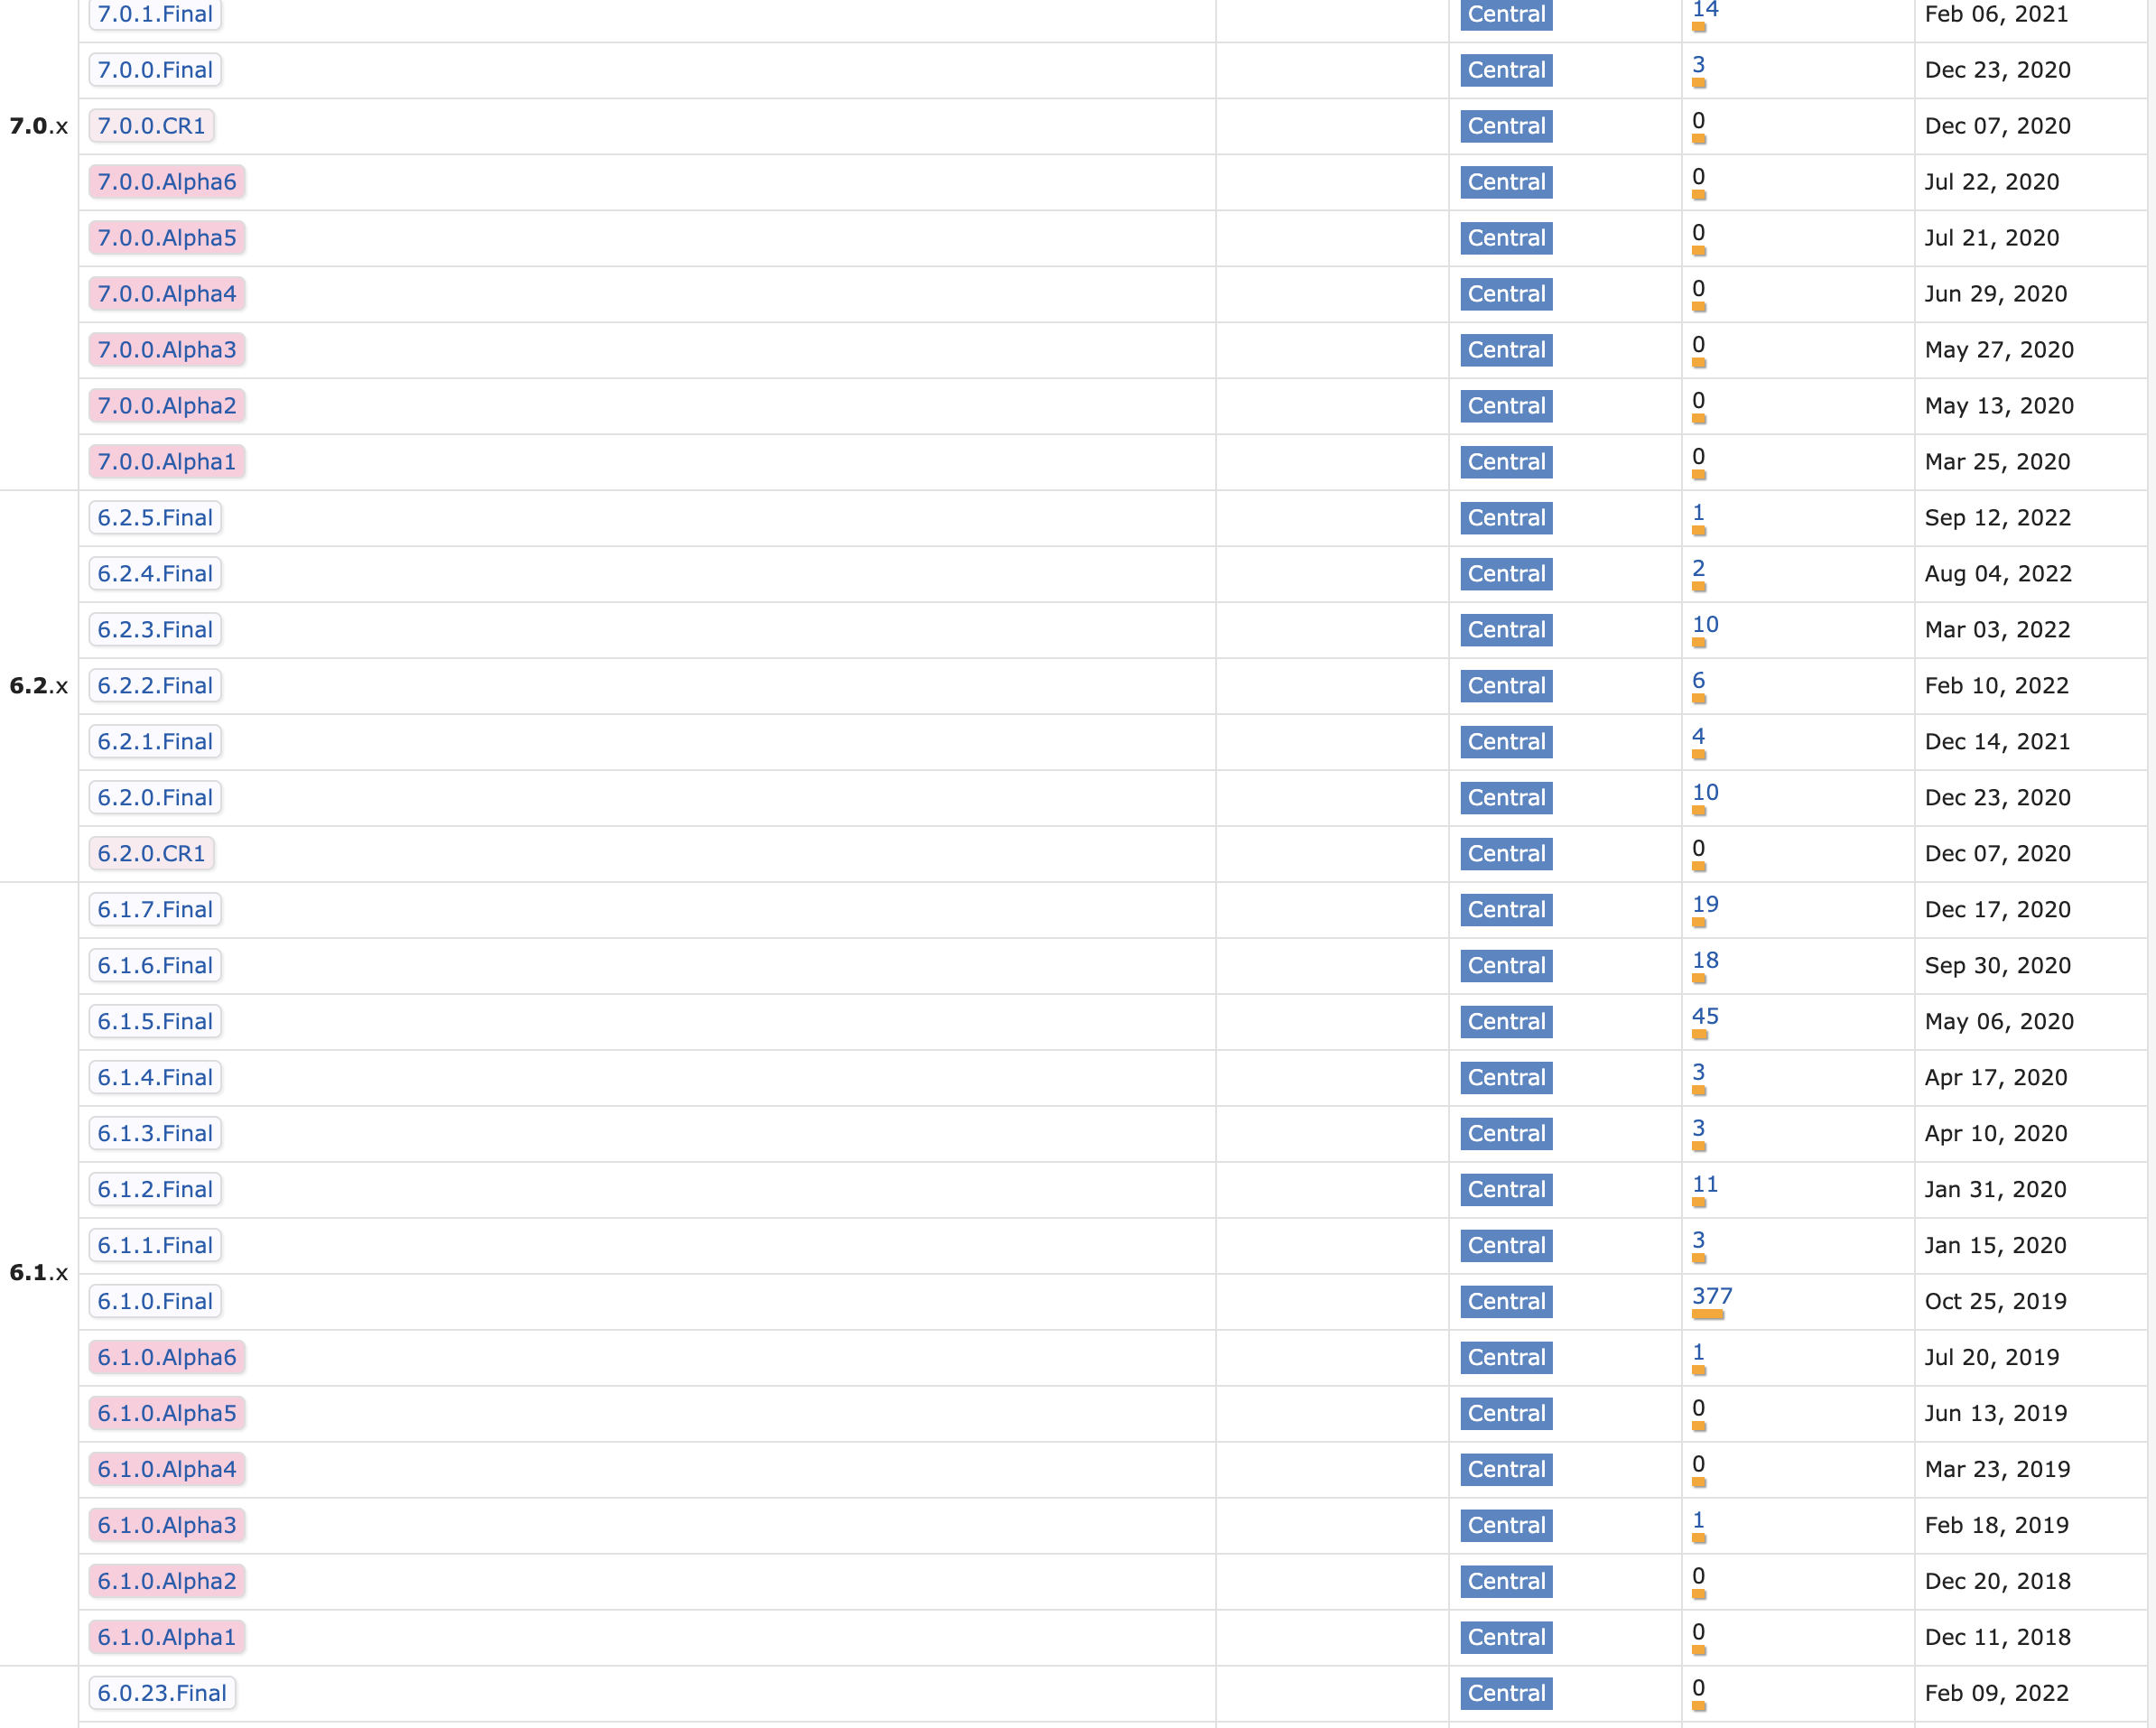 7.0.1.Final Central 14 Feb 06, 2021
7.0.0.Final Central 3 Dec 23, 2020
7.0.x 7.0.0.CR1 Central 0 Dec 07, 2020
7.0.0.Alpha6 Central 0 Jul 22, 2020
7.0.0.Alpha5 Central 0 Jul 21, 2020
7.0.0.Alpha4 Central 0 Jun 29, 2020
7.0.0.Alpha3 Central 0 May 27, 2020
7.0.0.Alpha2 Central 0 May 13, 2020
7.0.0.Alpha1 Central 0 Mar 25, 2020
6.2.5.Final Central 1 Sep 12, 2022
6.2.4.Final Central 2 Aug 04, 2022
6.2.3.Final Central 10 Mar 03, 2022
6.2.x 6.2.2.Final Central 6 Feb 10, 2022
6.2.1.Final Central 4 Dec 14, 2021
6.2.0.Final Central 10 Dec 23, 2020
6.2.0.CR1 Central 0 Dec 07, 2020
6.1.7.Final Central 19 Dec 17, 2020
6.1.6.Final Central 18 Sep 30, 2020
6.1.5.Final Central 45 May 06, 2020
6.1.4.Final Central 3 Apr 17, 2020
6.1.3.Final Central 3 Apr 10, 2020
6.1.2.Final Central 11 Jan 31, 2020
6.1.1.Final Central 3 Jan 15, 2020
6.1.x
6.1.0.Final Central 377 Oct 25, 2019
6.1.0.Alpha6 Central 1 Jul 20, 2019
6.1.0.Alpha5 Central 0 Jun 13, 2019
6.1.0.Alpha4 Central 0 Mar 23, 2019
6.1.0.Alpha3 Central 1 Feb 18, 2019
6.1.0.Alpha2 Central 0 Dec 20, 2018
6.1.0.Alpha1 Central 0 Dec 11, 2018
6.0.23.Final Central 0 Feb 09, 2022